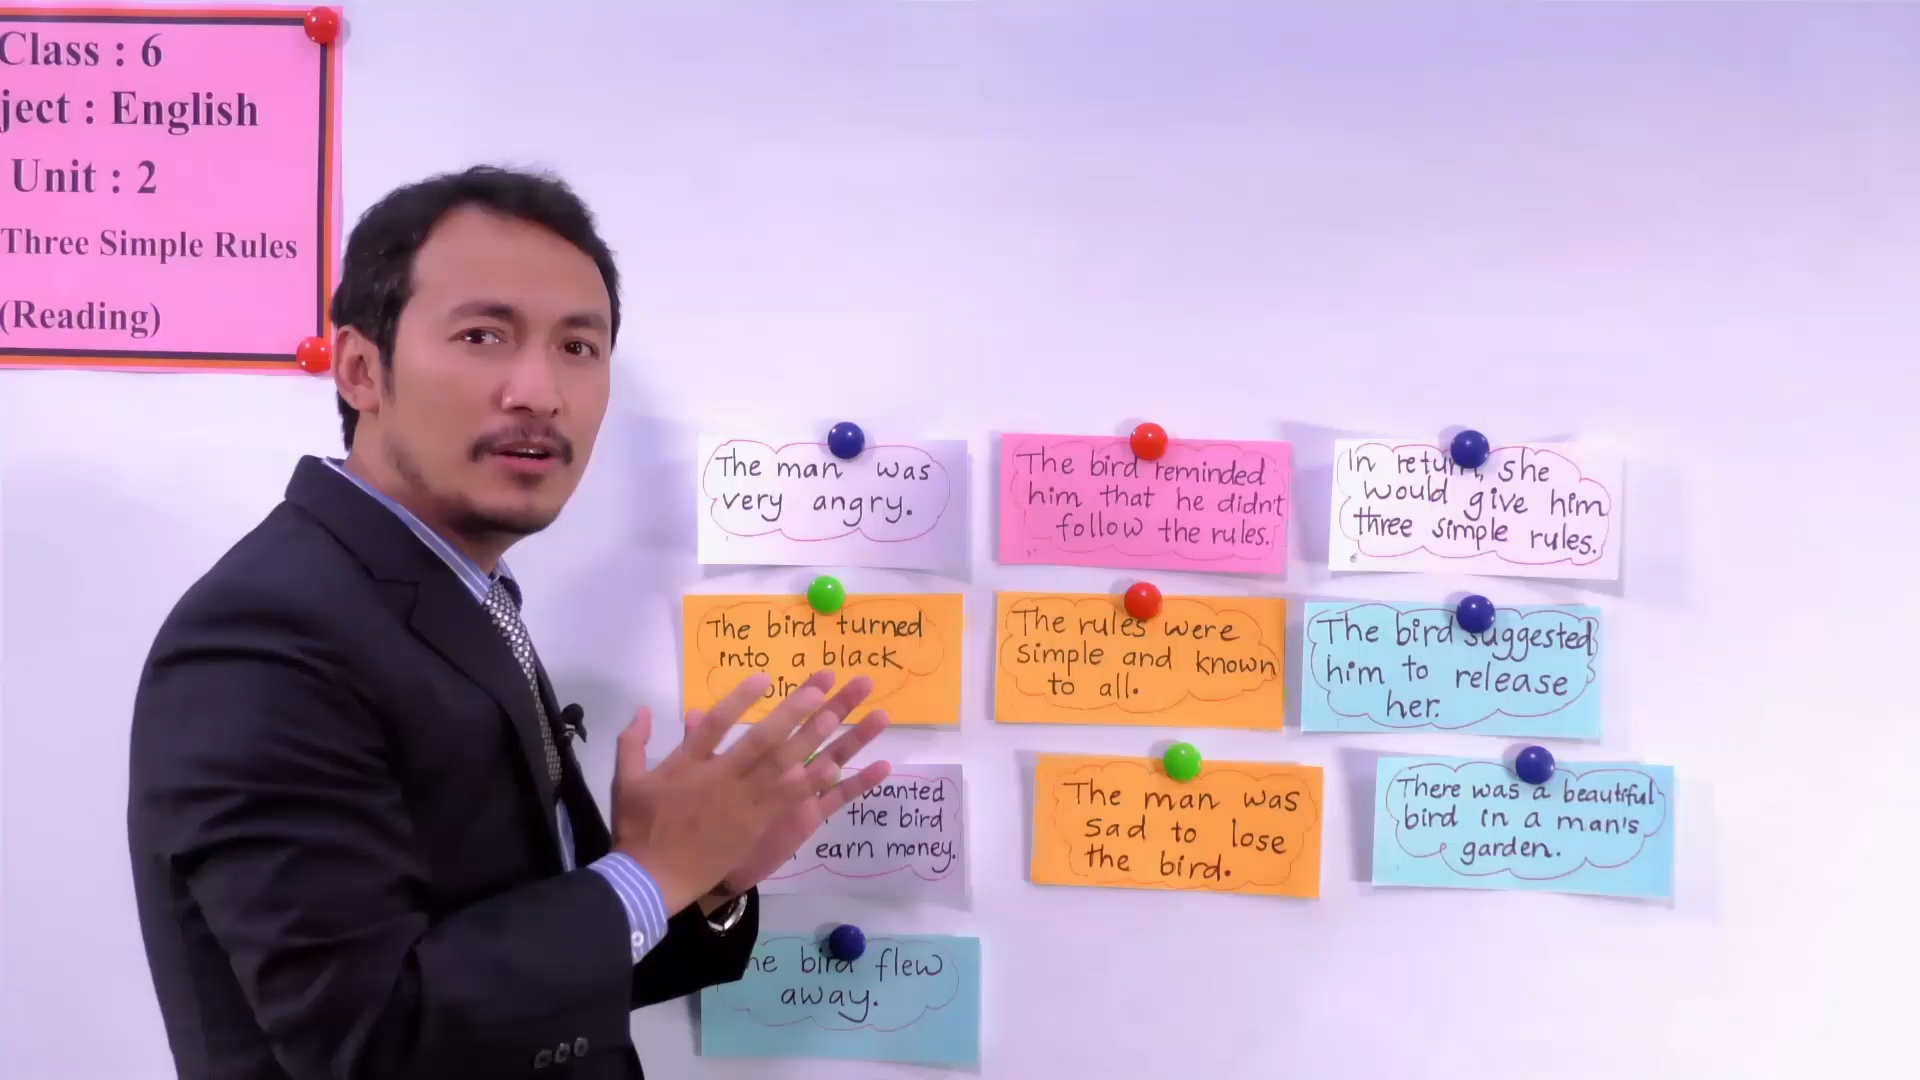 Class : 6
ject : English
Unit : 2
Three Simple Rules
(Reading)
The man was
very angry.
The bird reminded
him that he didn't
follow the rules.
In return, she
would give him
three simple rules.
The bird turned
into a black
The rules were
simple and known
to all.
The bird suggested
him to release
her.
wanted
the bird
earn money.
The man was
sad to lose
the bird.
There was a beautiful
bird in a man's
garden.
he bird flew
away.